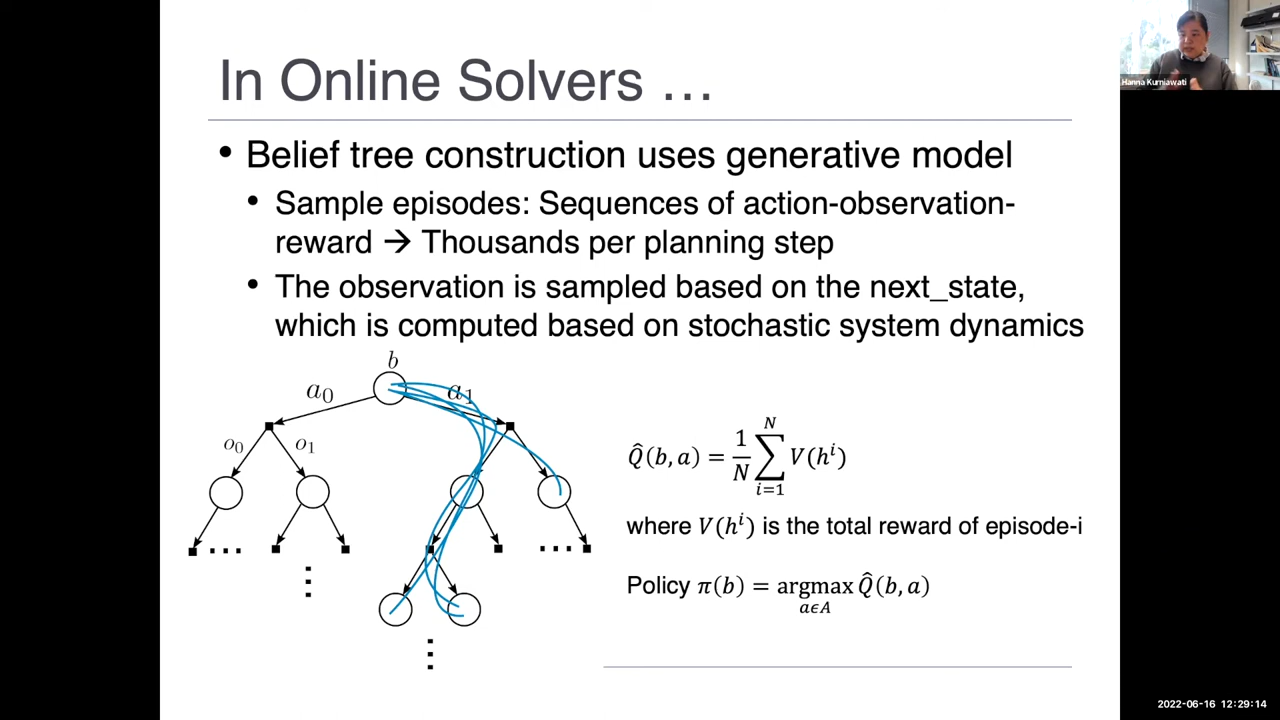 In Online Solvers …
• Belief tree construction uses generative model
• Sample episodes: Sequences of action-observation-
reward → Thousands per planning step
• The observation is sampled based on the next_state,
which is computed based on stochastic system dynamics
b
a₀
a₁
o₀
o₁
…
…
⋮
⋮
Q̂(b, a) = 1/N ∑_{i=1}^{N} V(hⁱ)
where V(hⁱ) is the total reward of episode-i
Policy π(b) = argmax Q̂(b, a)
aϵA
Hanna Kurniawati
2022-06-16 12:29:14